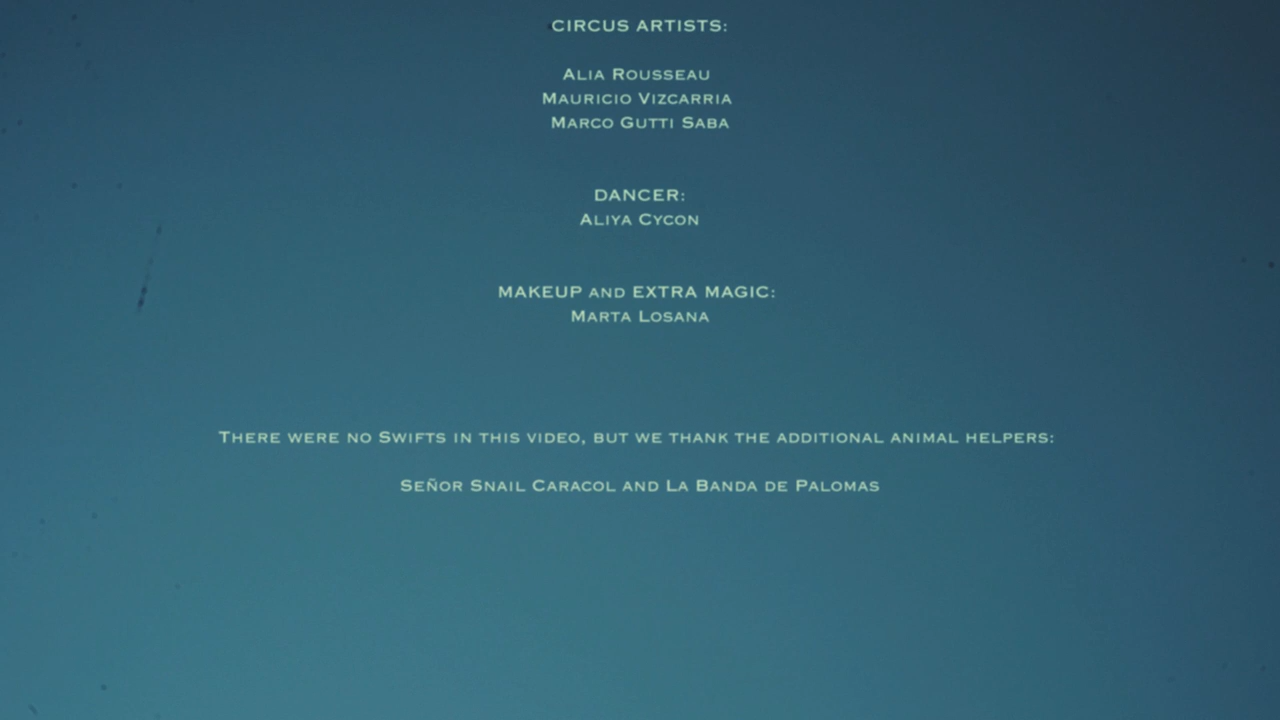 CIRCUS ARTISTS:
ALIA ROUSSEAU
MAURICIO VIZCARRIA
MARCO GUTTI SABA
DANCER:
ALIYA CYCON
MAKEUP AND EXTRA MAGIC:
MARTA LOSANA
THERE WERE NO SWIFTS IN THIS VIDEO, BUT WE THANK THE ADDITIONAL ANIMAL HELPERS:
SEÑOR SNAIL CARACOL AND LA BANDA DE PALOMAS